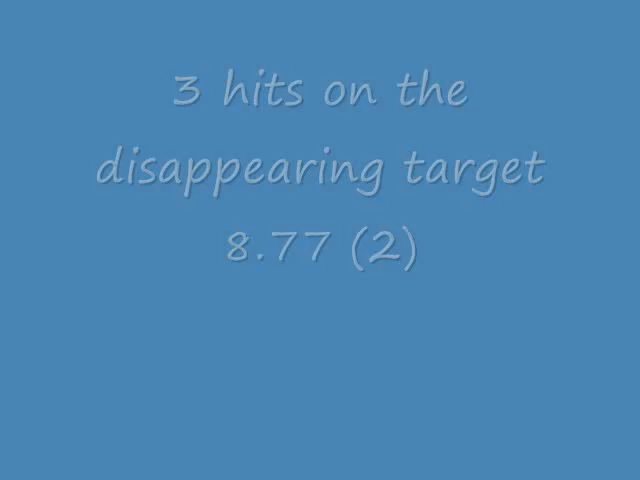 3 hits on the
disappearing target
8.77 (2)